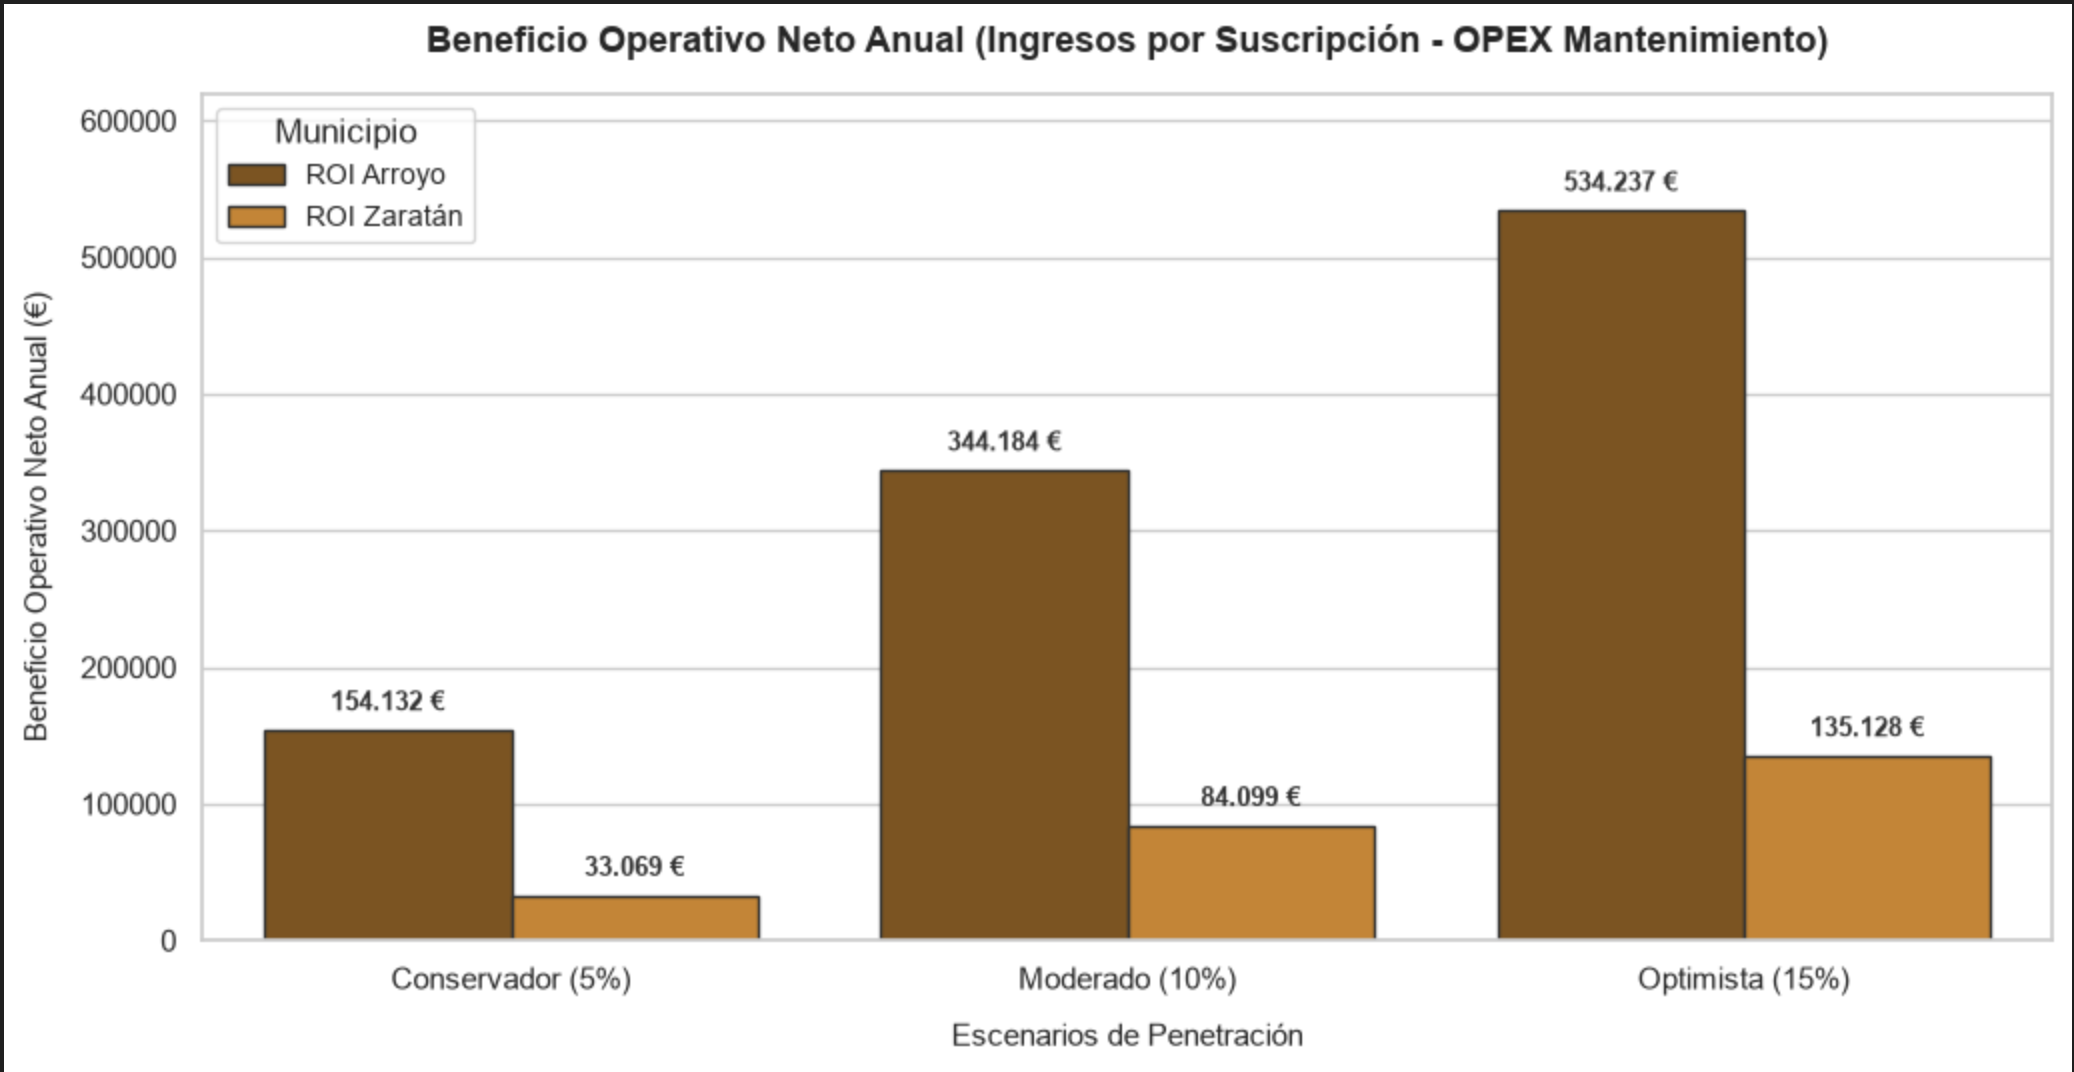 Beneficio Operativo Neto Anual (Ingresos por Suscripción - OPEX Mantenimiento)
Beneficio Operativo Neto Anual (€)
600000
500000
400000
300000
200000
100000
0
Municipio
ROI Arroyo
ROI Zaratán
154.132 €
33.069 €
344.184 €
84.099 €
534.237 €
135.128 €
Conservador (5%)
Moderado (10%)
Optimista (15%)
Escenarios de Penetración